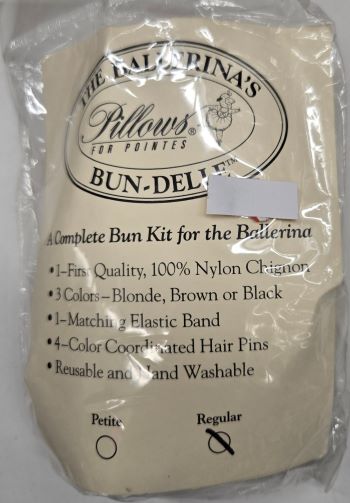 THE BALLERINA'S
Pillows®
FOR POINTES
BUN-DELLE™
A Complete Bun Kit for the Ballerina
•1–First Quality, 100% Nylon Chignon
•3 Colors–Blonde, Brown or Black
•1–Matching Elastic Band
•4–Color Coordinated Hair Pins
•Reusable and Hand Washable
Petite Regular